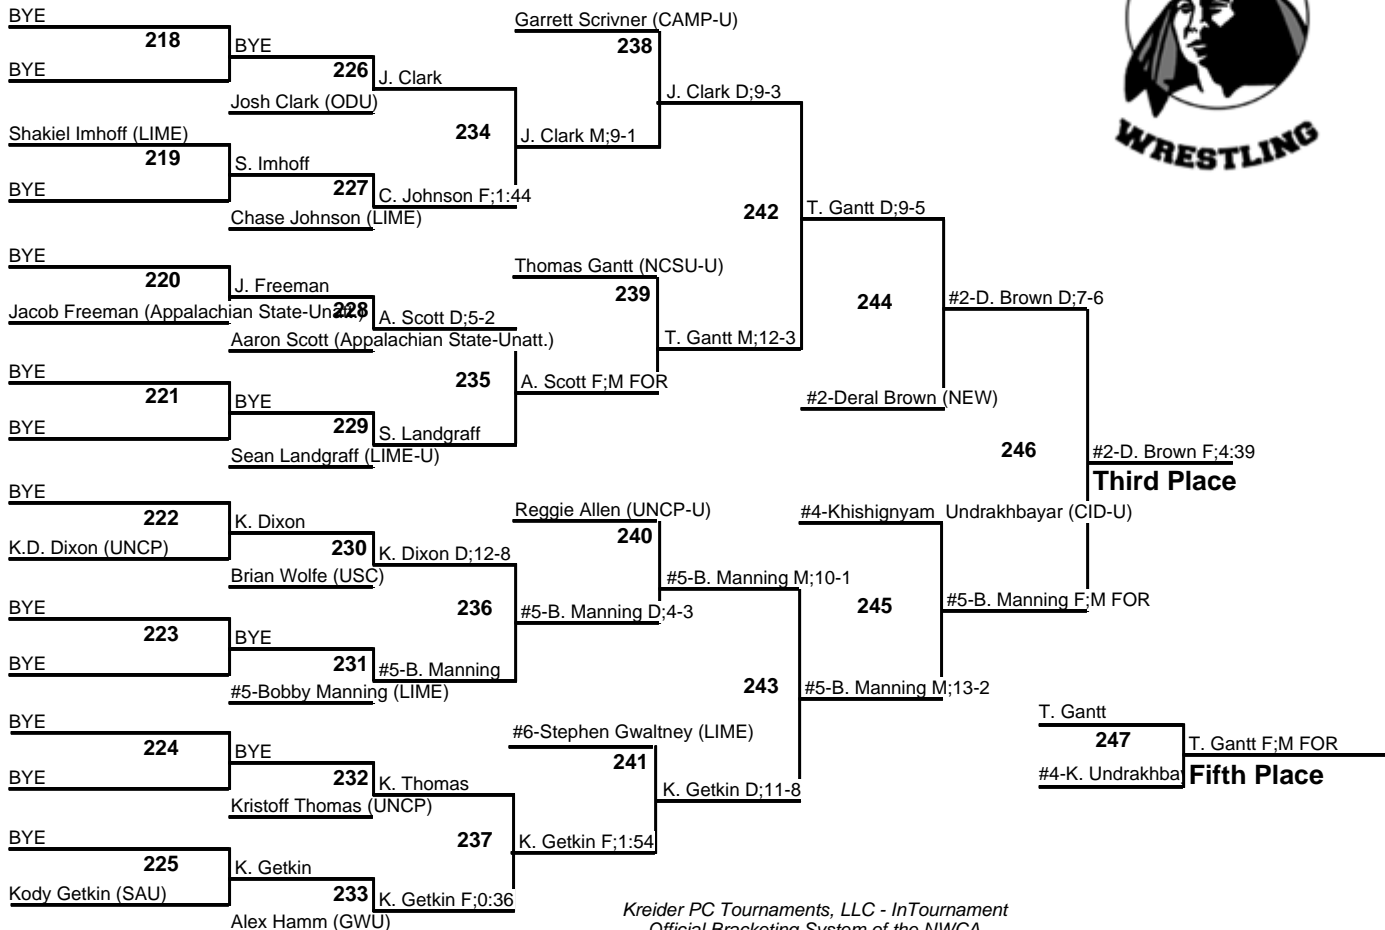 BYE
218
BYE
BYE
226
J. Clark
Josh Clark (ODU)
Garrett Scrivner (CAMP-U)
238
J. Clark D;9-3
234
J. Clark M;9-1
Shakiel Imhoff (LIME)
219
BYE
S. Imhoff
227
C. Johnson F;1:44
Chase Johnson (LIME)
242
T. Gantt D;9-5
BYE
220
Jacob Freeman (Appalachian State-Unatt.)
J. Freeman
228
A. Scott D;5-2
Aaron Scott (Appalachian State-Unatt.)
Thomas Gantt (NCSU-U)
239
T. Gantt M;12-3
235
A. Scott F;M FOR
BYE
221
BYE
BYE
229
S. Landgraff
Sean Landgraff (LIME-U)
244
#2-D. Brown D;7-6
#2-Deral Brown (NEW)
246
#2-D. Brown F;4:39
Third Place
BYE
222
K.D. Dixon (UNCP)
K. Dixon
230
K. Dixon D;12-8
Brian Wolfe (USC)
Reggie Allen (UNCP-U)
240
#5-B. Manning M;10-1
236
#5-B. Manning D;4-3
#4-Khishignyam Undrakhbayar (CID-U)
245
#5-B. Manning F;M FOR
BYE
223
BYE
BYE
231
#5-B. Manning
#5-Bobby Manning (LIME)
243
#5-B. Manning M;13-2
BYE
224
BYE
BYE
232
K. Thomas
Kristoff Thomas (UNCP)
#6-Stephen Gwaltney (LIME)
241
K. Getkin D;11-8
237
K. Getkin F;1:54
BYE
225
Kody Getkin (SAU)
K. Getkin
233
K. Getkin F;0:36
Alex Hamm (GWU)
T. Gantt
247
T. Gantt F;M FOR
#4-K. Undrakhba
Fifth Place
WRESTLING
Kreider PC Tournaments, LLC - InTournament
Official Bracketing System of the NWCA